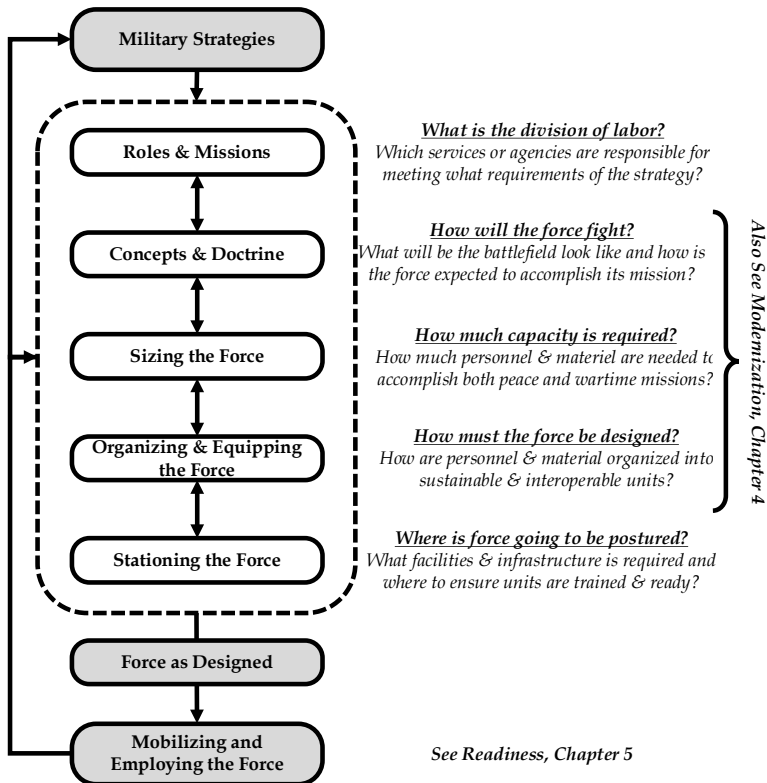 Military Strategies
Roles & Missions
What is the division of labor?
Which services or agencies are responsible for
meeting what requirements of the strategy?
Concepts & Doctrine
How will the force fight?
What will be the battlefield look like and how is
the force expected to accomplish its mission?
Sizing the Force
How much capacity is required?
How much personnel & materiel are needed to
accomplish both peace and wartime missions?
Organizing & Equipping
the Force
How must the force be designed?
How are personnel & material organized into
sustainable & interoperable units?
Stationing the Force
Where is force going to be postured?
What facilities & infrastructure is required and
where to ensure units are trained & ready?
Also See Modernization, Chapter 4
Force as Designed
Mobilizing and
Employing the Force
See Readiness, Chapter 5